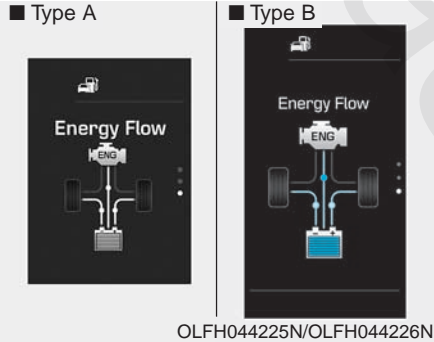 ■ Type A
■ Type B
Energy Flow
ENG
Energy Flow
ENG
- +
OLFH044225N/OLFH044226N